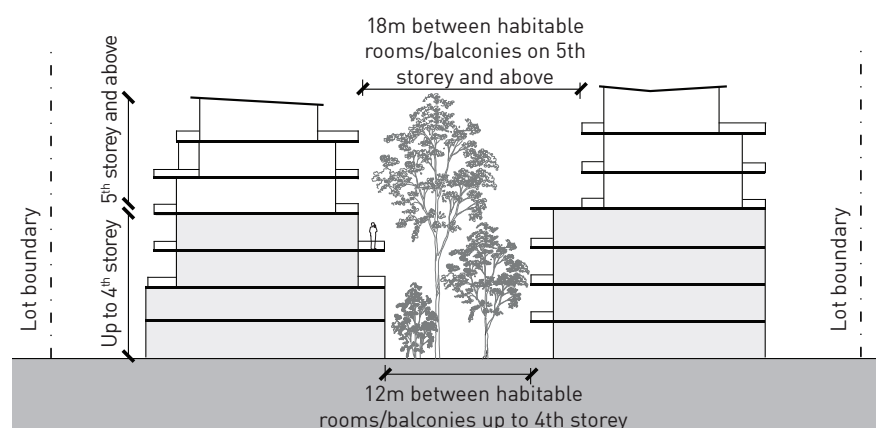 18m between habitable
rooms/balconies on 5th
storey and above
5th storey and above
Up to 4th storey
Lot boundary
Lot boundary
12m between habitable
rooms/balconies up to 4th storey